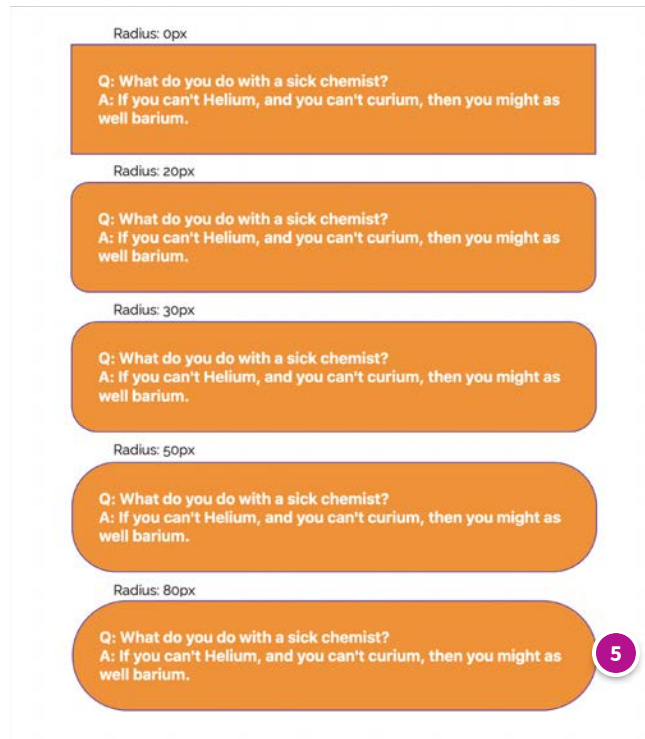 Radius: 0px
Q: What do you do with a sick chemist?
A: If you can't Helium, and you can't curium, then you might as
well barium.
Radius: 20px
Q: What do you do with a sick chemist?
A: If you can't Helium, and you can't curium, then you might as
well barium.
Radius: 30px
Q: What do you do with a sick chemist?
A: If you can't Helium, and you can't curium, then you might as
well barium.
Radius: 50px
Q: What do you do with a sick chemist?
A: If you can't Helium, and you can't curium, then you might as
well barium.
Radius: 80px
Q: What do you do with a sick chemist?
A: If you can't Helium, and you can't curium, then you might as
well barium.
5